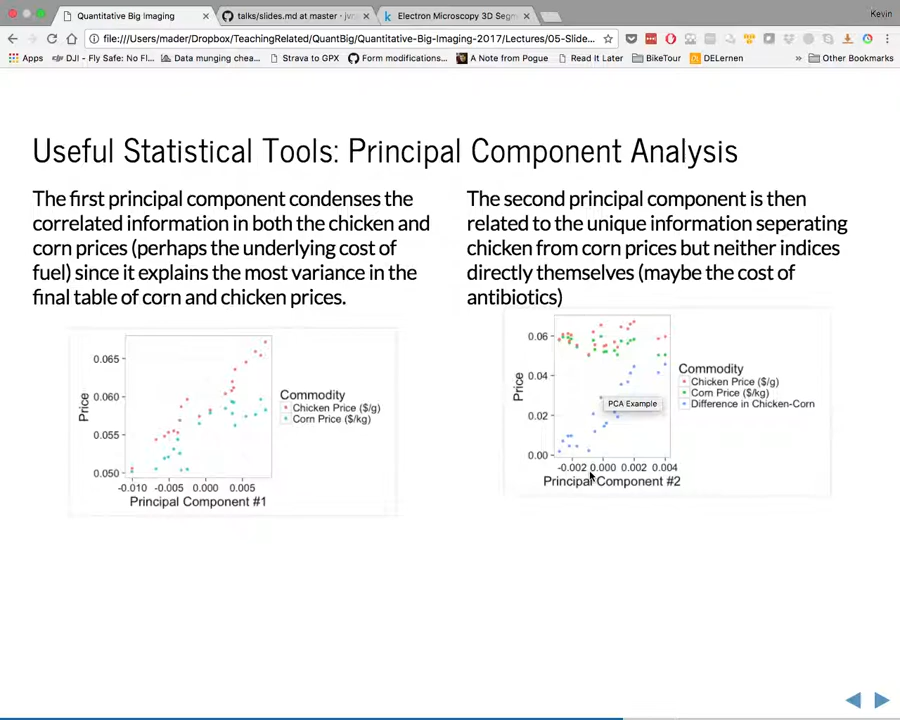 Quantitative Big Imaging
talks/slides.md at master · jvr
Electron Microscopy 3D Segm
Kevin
file:///Users/mader/Dropbox/TeachingRelated/QuantBig/Quantitative-Big-Imaging-2017/Lectures/05-Slide...
Apps
DJI - Fly Safe: No Fl...
Data munging chea...
Strava to GPX
Form modifications...
A Note from Pogue
Read It Later
BikeTour
DELernen
»
Other Bookmarks
Useful Statistical Tools: Principal Component Analysis
The first principal component condenses the
correlated information in both the chicken and
corn prices (perhaps the underlying cost of
fuel) since it explains the most variance in the
final table of corn and chicken prices.
0.065
0.060
0.055
0.050
Price
-0.010 -0.005 0.000 0.005
Principal Component #1
Commodity
Chicken Price ($/g)
Corn Price ($/kg)
The second principal component is then
related to the unique information seperating
chicken from corn prices but neither indices
directly themselves (maybe the cost of
antibiotics)
0.06
0.04
0.02
0.00
Price
-0.002 0.000 0.002 0.004
Principal Component #2
Commodity
Chicken Price ($/g)
Corn Price ($/kg)
Difference in Chicken-Corn
PCA Example